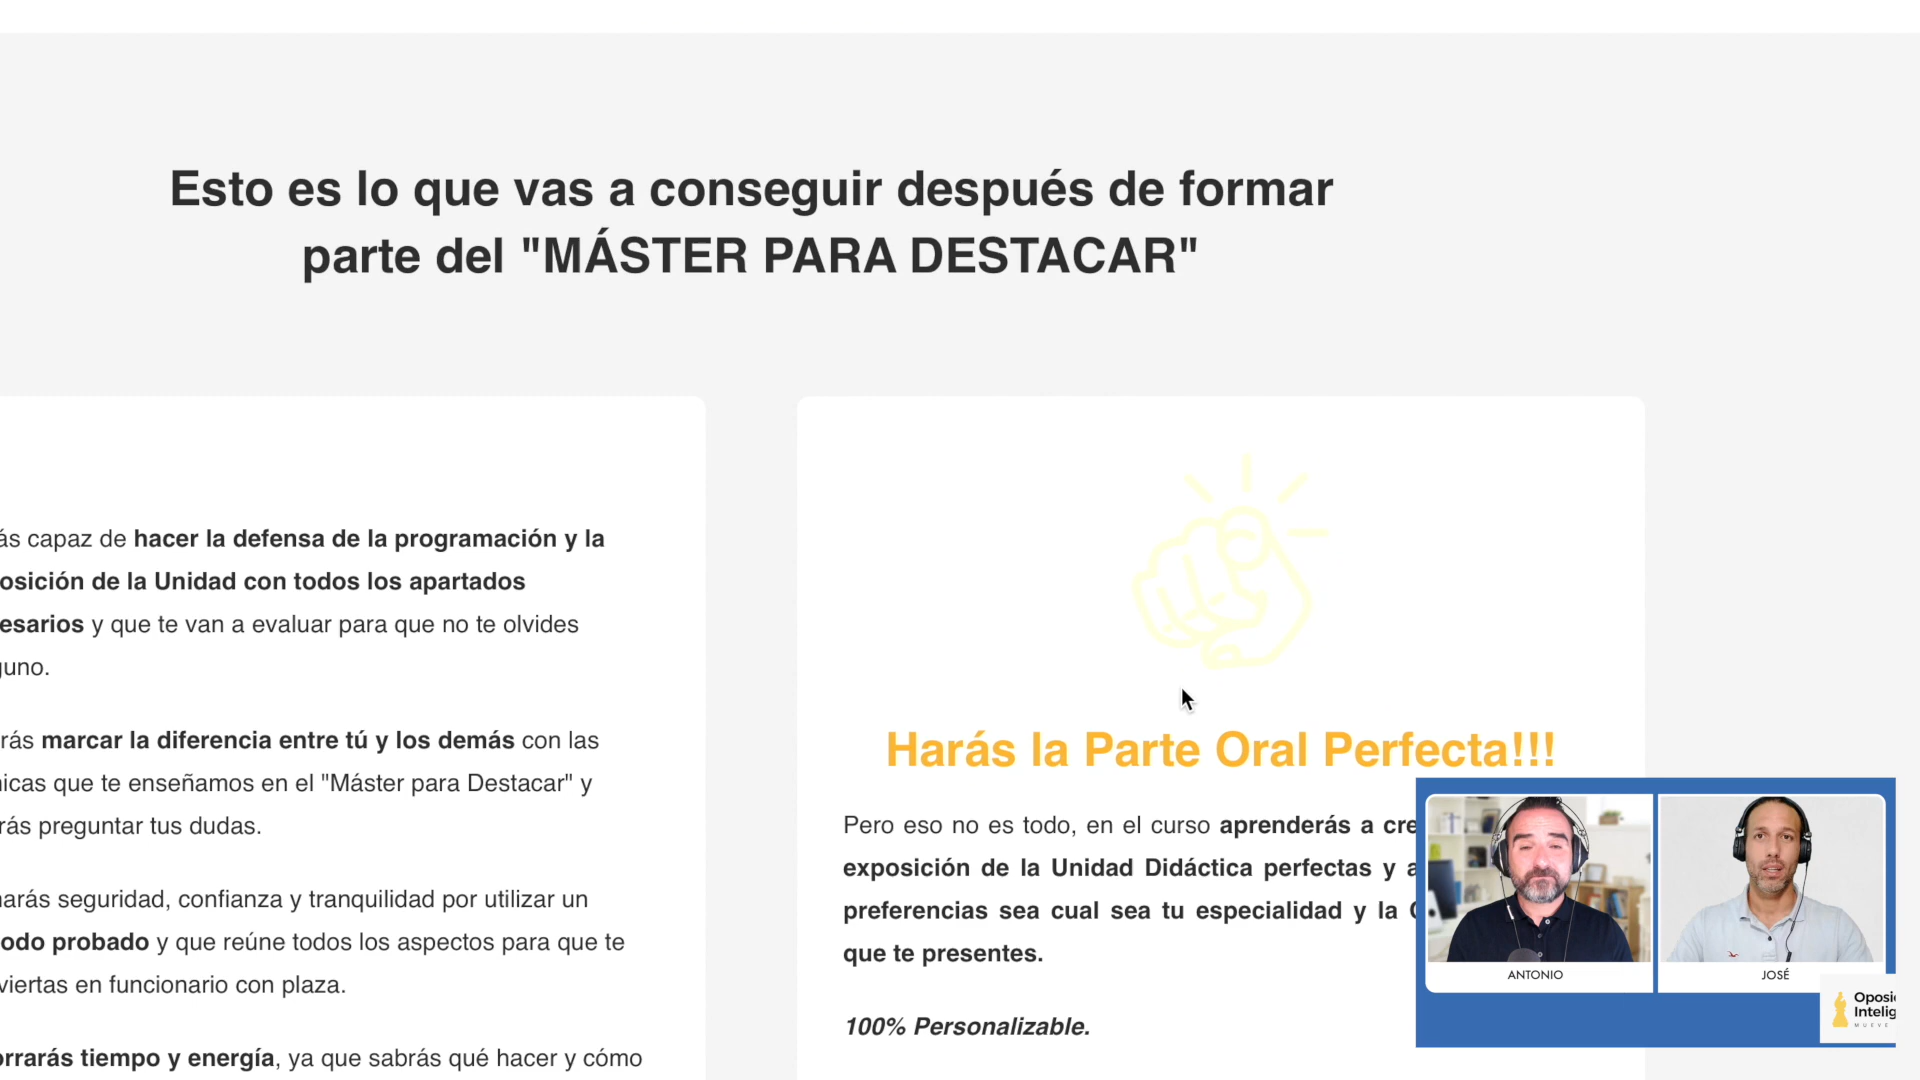 Esto es lo que vas a conseguir después de formar
parte del "MÁSTER PARA DESTACAR"
ás capaz de hacer la defensa de la programación y la
osición de la Unidad con todos los apartados
esarios y que te van a evaluar para que no te olvides
guno.
rás marcar la diferencia entre tú y los demás con las
nicas que te enseñamos en el "Máster para Destacar" y
rás preguntar tus dudas.
arás seguridad, confianza y tranquilidad por utilizar un
odo probado y que reúne todos los aspectos para que te
viertas en funcionario con plaza.
orrarás tiempo y energía, ya que sabrás qué hacer y cómo
Harás la Parte Oral Perfecta!!!
Pero eso no es todo, en el curso aprenderás a cre
exposición de la Unidad Didáctica perfectas y a
preferencias sea cual sea tu especialidad y la
que te presentes.
100% Personalizable.
ANTONIO
JOSÉ
Oposi
Intelig
MUEVE